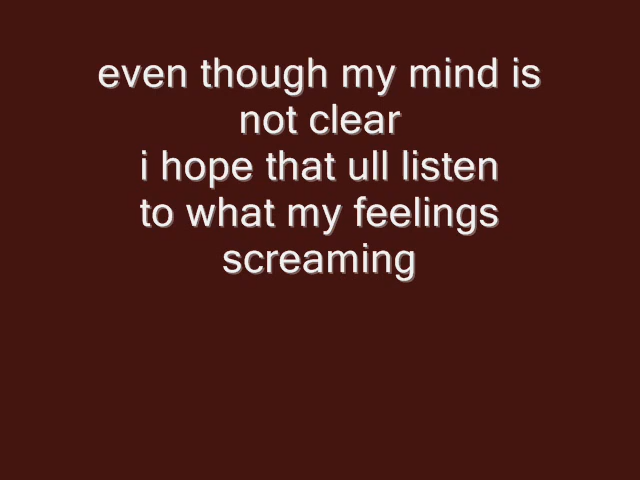 even though my mind is
not clear
i hope that ull listen
to what my feelings
screaming